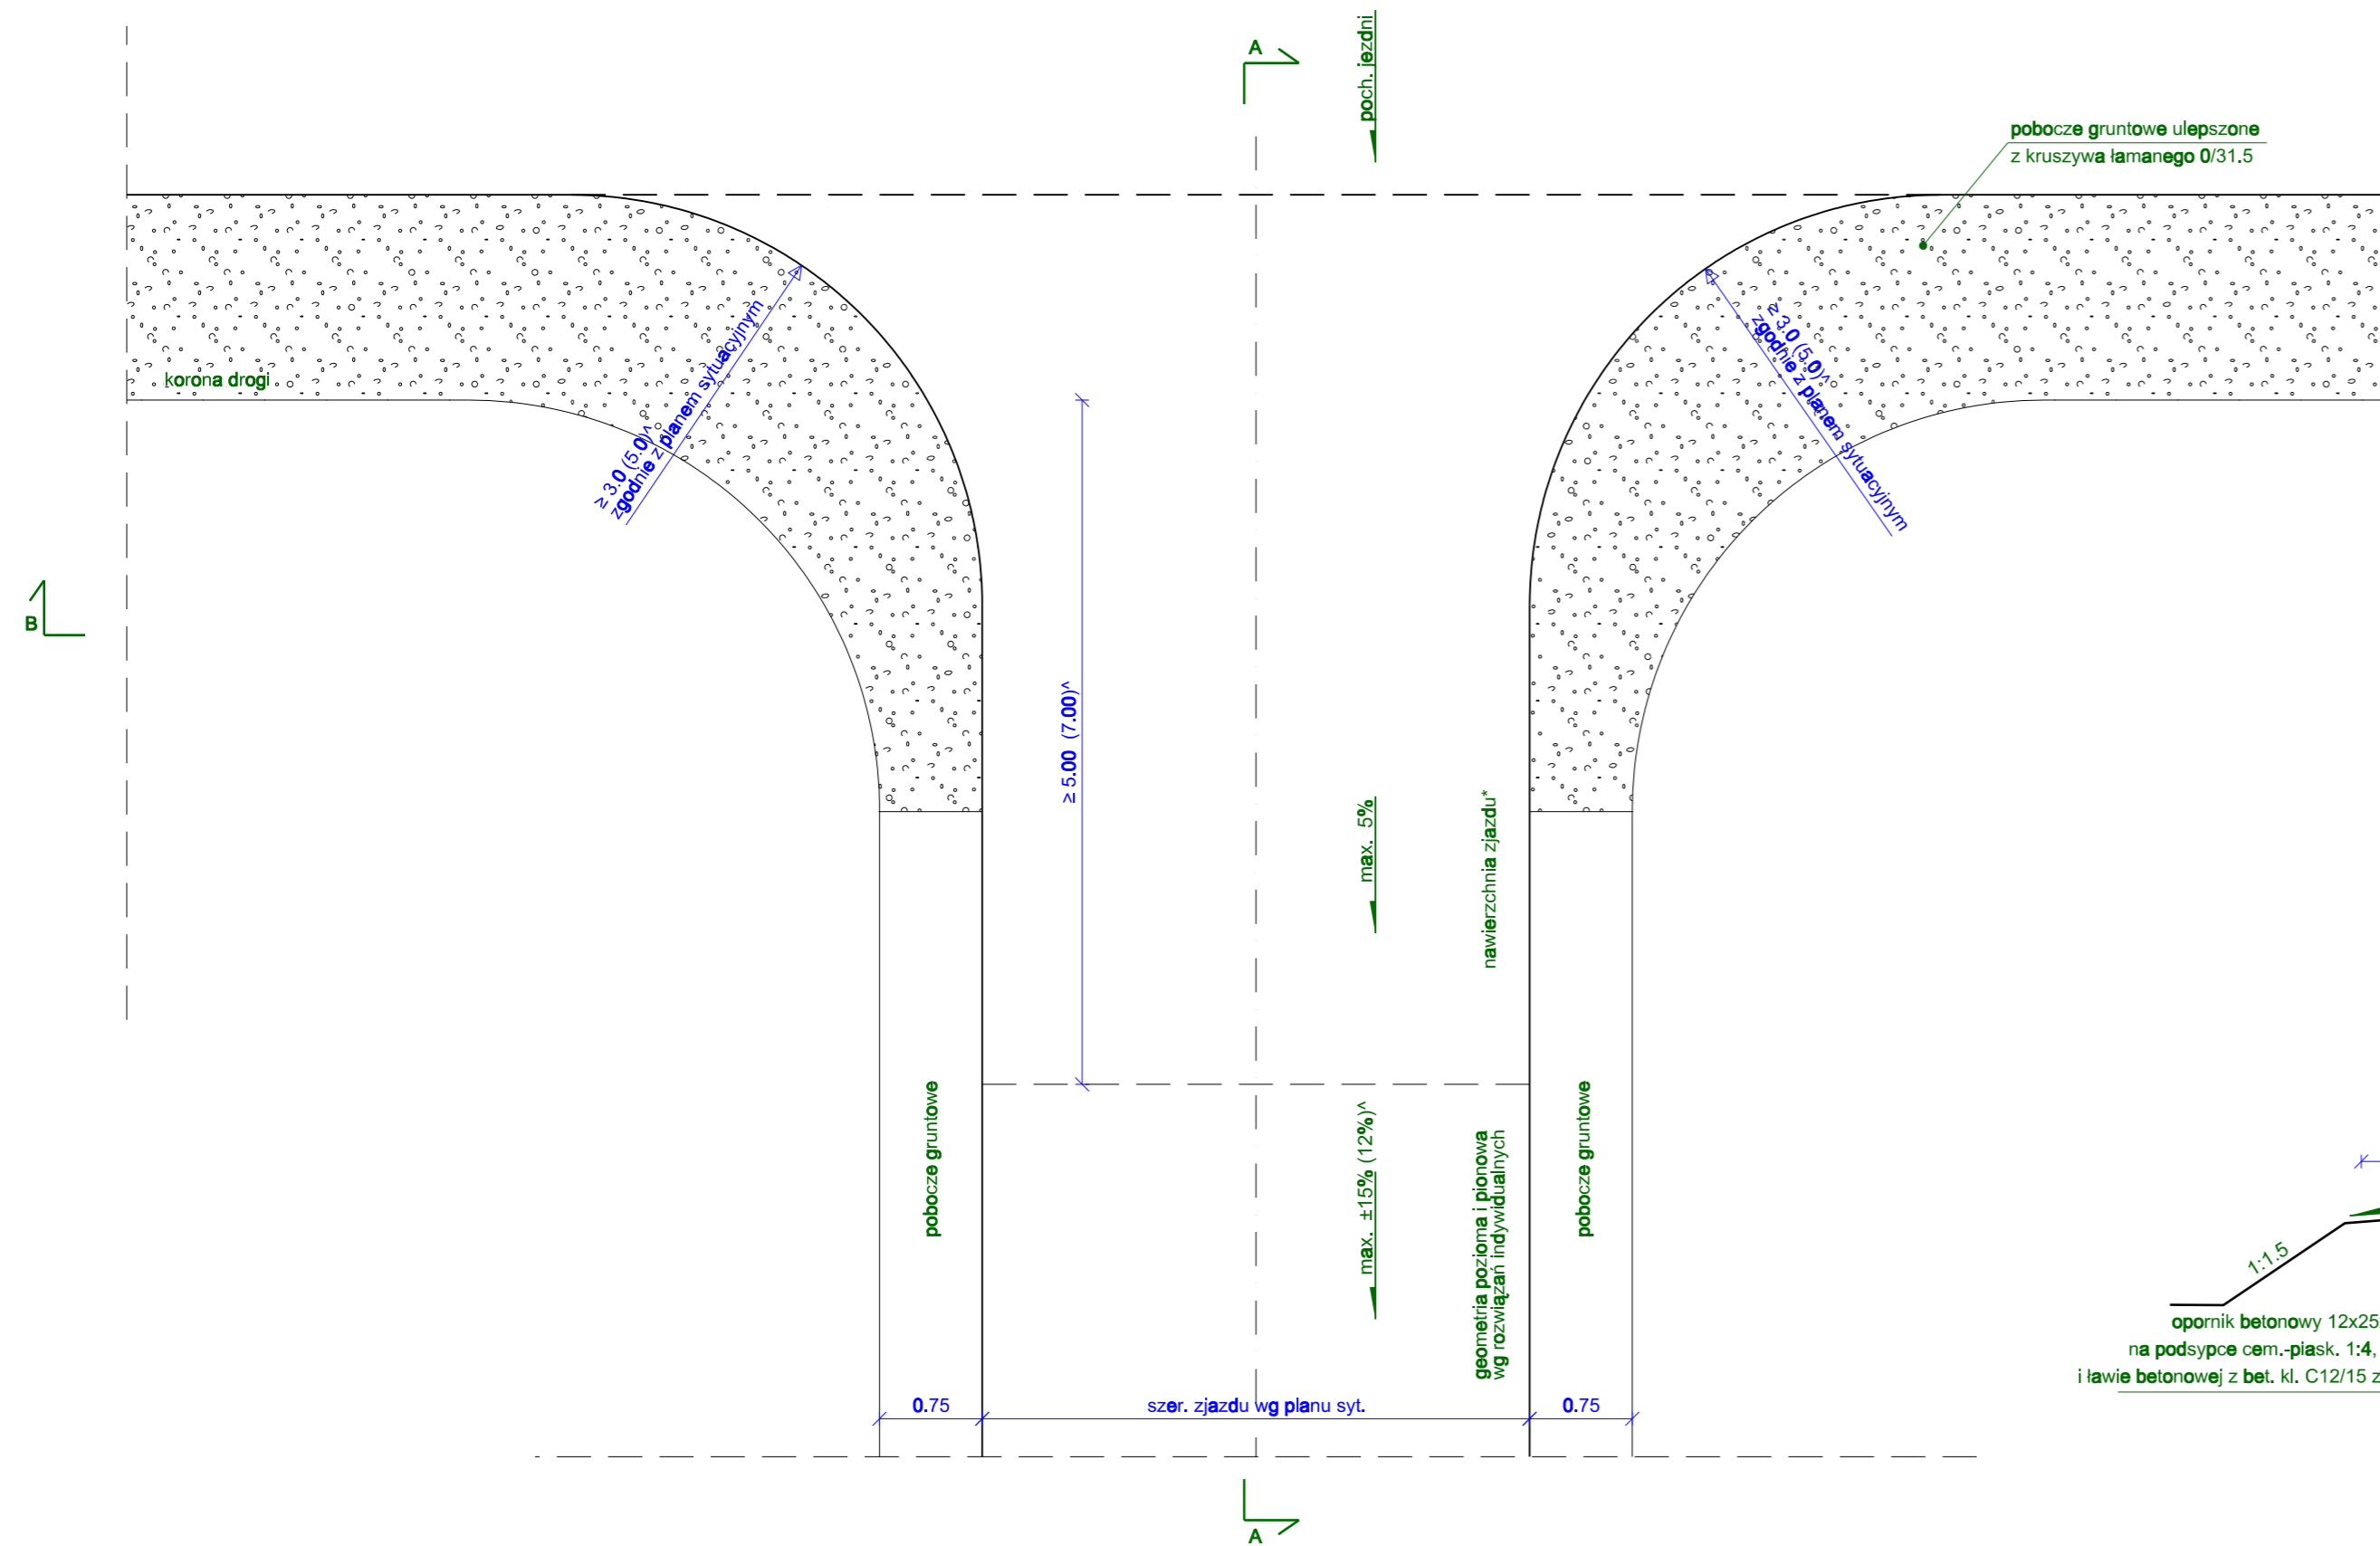 A
poch. jezdni
pobocze gruntowe ulepszone
z kruszywa łamanego 0/31.5
korona drogi
≥ 3.0 (5.0)^
zgodnie z planem sytuacyjnym
≥ 3.0 (5.0)^
zgodnie z planem sytuacyjnym
B
≥ 5.00 (7.00)^
max. 5%
nawierzchnia zjazdu*
pobocze gruntowe
max. ±15% (12%)^
geometria pozioma i pionowa
wg rozwiązań indywidualnych
pobocze gruntowe
1:1.5
opornik betonowy 12x25
na podsypce cem.-piask. 1:4,
i ławie betonowej z bet. kl. C12/15 z
0.75
szer. zjazdu wg planu syt.
0.75
A